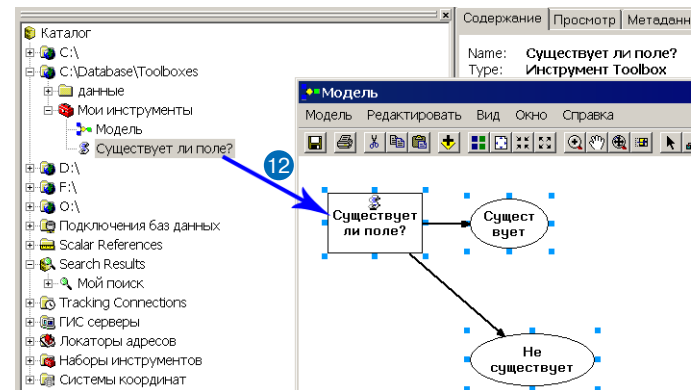 Содержание Просмотр Метаданн
Name: Существует ли поле?
Type: Инструмент Toolbox
Каталог
C:\
C:\Database\Toolboxes
данные
Мои инструменты
Модель
Существует ли поле?
D:\
F:\
O:\
Подключения баз данных
Scalar References
Search Results
Мой поиск
Tracking Connections
ГИС серверы
Локаторы адресов
Наборы инструментов
Системы координат
12
Модель
Модель Редактировать Вид Окно Справка
Существует
ли поле?
Сущест
вует
Не
существует